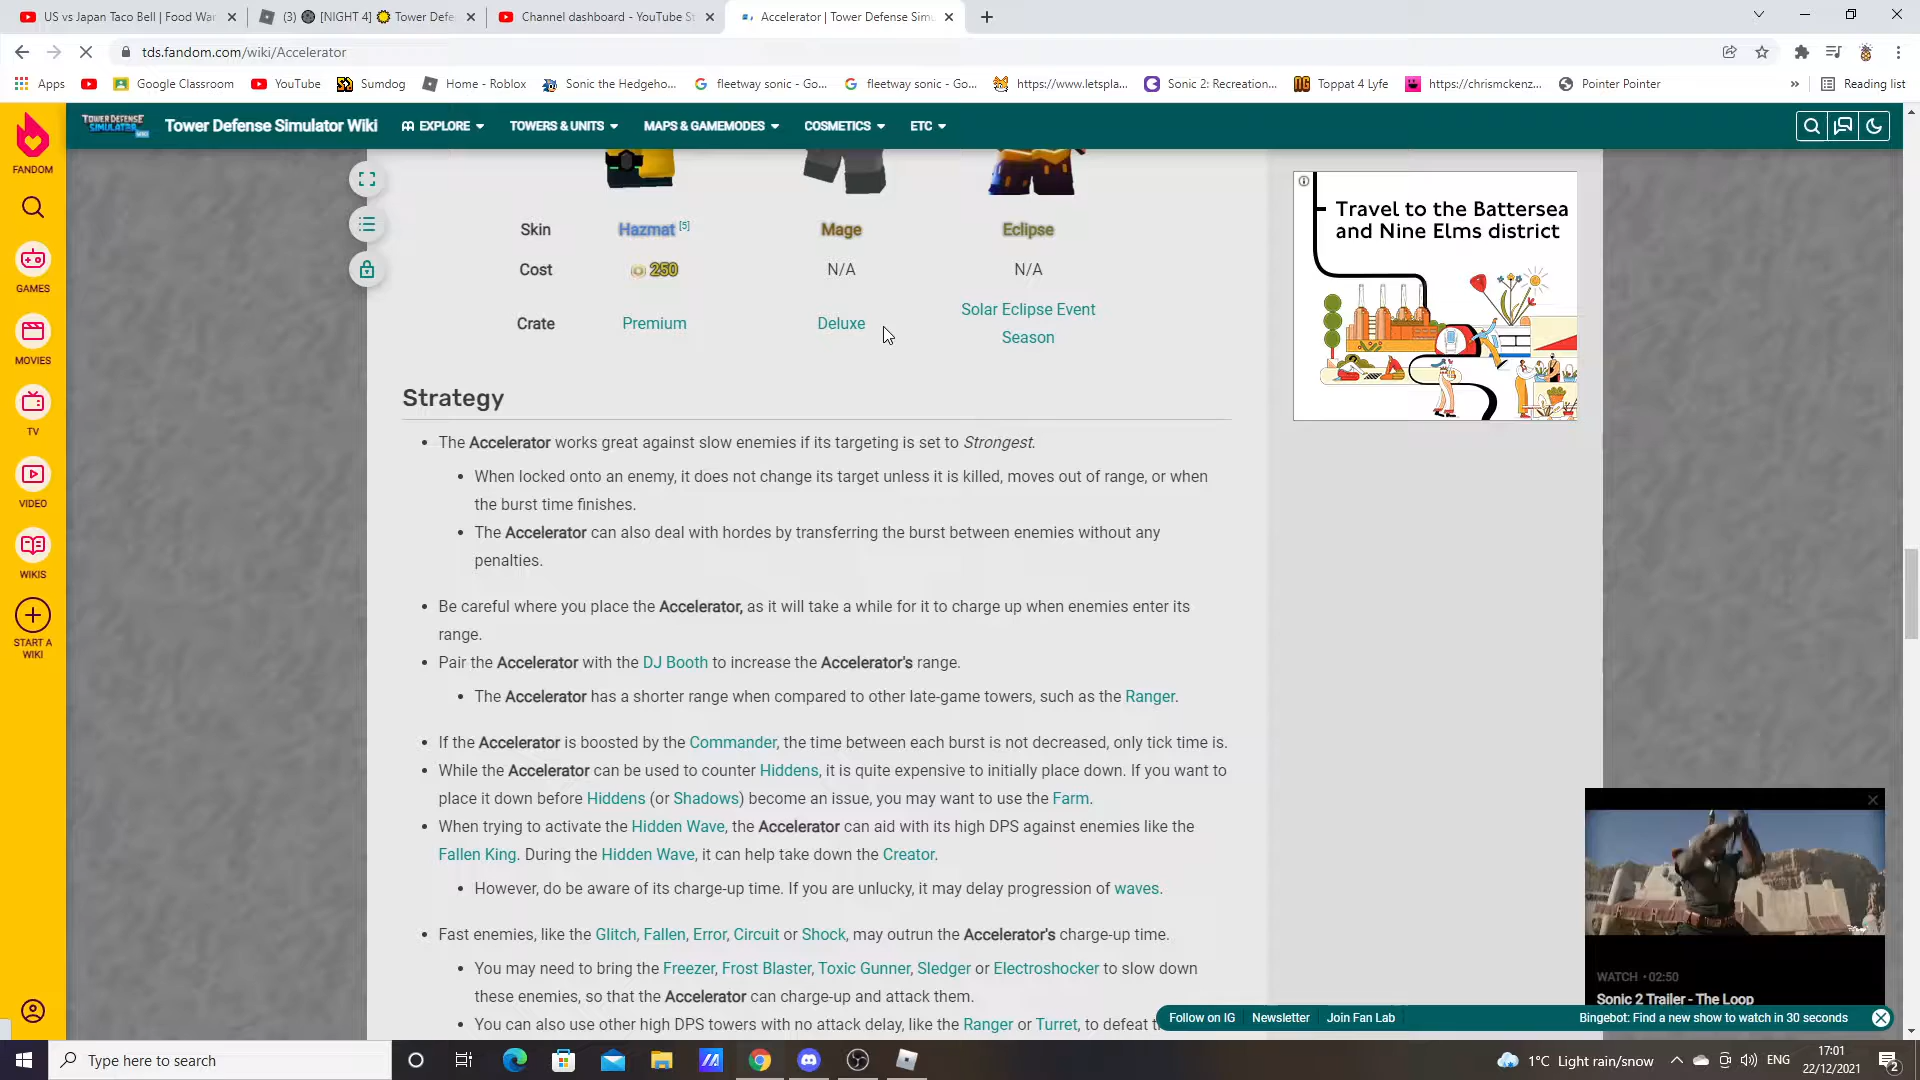 US vs Japan Taco Bell | Food War
(3) [NIGHT 4] Tower Defe
Channel dashboard - YouTube St
Accelerator | Tower Defense Simu
tds.fandom.com/wiki/Accelerator
Apps
Google Classroom
YouTube
Sumdog
Home - Roblox
Sonic the Hedgeho...
fleetway sonic - Go...
fleetway sonic - Go...
https://www.letspla...
Sonic 2: Recreation...
Toppat 4 Lyfe
https://chrismckenz...
Pointer Pointer
»
Reading list
FANDOM
GAMES
MOVIES
TV
VIDEO
WIKIS
START A
WIKI
TOWER DEFENSE
SIMULATOR
WIKI
Tower Defense Simulator Wiki
EXPLORE
TOWERS & UNITS
MAPS & GAMEMODES
COSMETICS
ETC
Skin Hazmat [5] Mage Eclipse
Cost 250 N/A N/A
Crate Premium Deluxe Solar Eclipse Event
Season
Travel to the Battersea
and Nine Elms district
Strategy
• The Accelerator works great against slow enemies if its targeting is set to Strongest.
• When locked onto an enemy, it does not change its target unless it is killed, moves out of range, or when
the burst time finishes.
• The Accelerator can also deal with hordes by transferring the burst between enemies without any
penalties.
• Be careful where you place the Accelerator, as it will take a while for it to charge up when enemies enter its
range.
• Pair the Accelerator with the DJ Booth to increase the Accelerator's range.
• The Accelerator has a shorter range when compared to other late-game towers, such as the Ranger.
• If the Accelerator is boosted by the Commander, the time between each burst is not decreased, only tick time is.
• While the Accelerator can be used to counter Hiddens, it is quite expensive to initially place down. If you want to
place it down before Hiddens (or Shadows) become an issue, you may want to use the Farm.
• When trying to activate the Hidden Wave, the Accelerator can aid with its high DPS against enemies like the
Fallen King. During the Hidden Wave, it can help take down the Creator.
• However, do be aware of its charge-up time. If you are unlucky, it may delay progression of waves.
• Fast enemies, like the Glitch, Fallen, Error, Circuit or Shock, may outrun the Accelerator's charge-up time.
• You may need to bring the Freezer, Frost Blaster, Toxic Gunner, Sledger or Electroshocker to slow down
these enemies, so that the Accelerator can charge-up and attack them.
• You can also use other high DPS towers with no attack delay, like the Ranger or Turret, to defeat t
WATCH • 02:50
Sonic 2 Trailer - The Loop
Follow on IG
Newsletter
Join Fan Lab
Bingebot: Find a new show to watch in 30 seconds
Type here to search
1°C Light rain/snow
ENG
17:01
22/12/2021
2